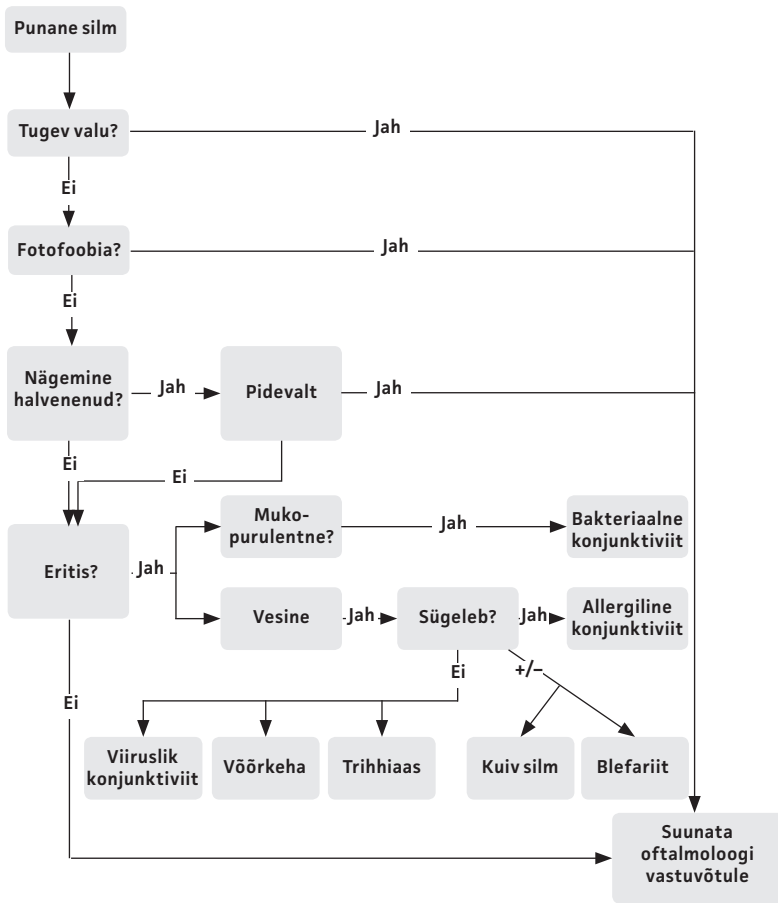 Punane silm
Tugev valu?
Jah
Ei
Fotofoobia?
Jah
Ei
Nägemine
halvenenud?
Jah
Pidevalt
Jah
Ei
Ei
Eritis?
Jah
Muko-
purulentne?
Jah
Bakteriaalne
konjunktiviit
Vesine
Jah
Sügeleb?
Jah
Allergiline
konjunktiviit
Ei
+/–
Ei
Viiruslik
konjunktiviit
Võõrkeha
Trihhiaas
Kuiv silm
Blefariit
Suunata
oftalmoloogi
vastuvõtule